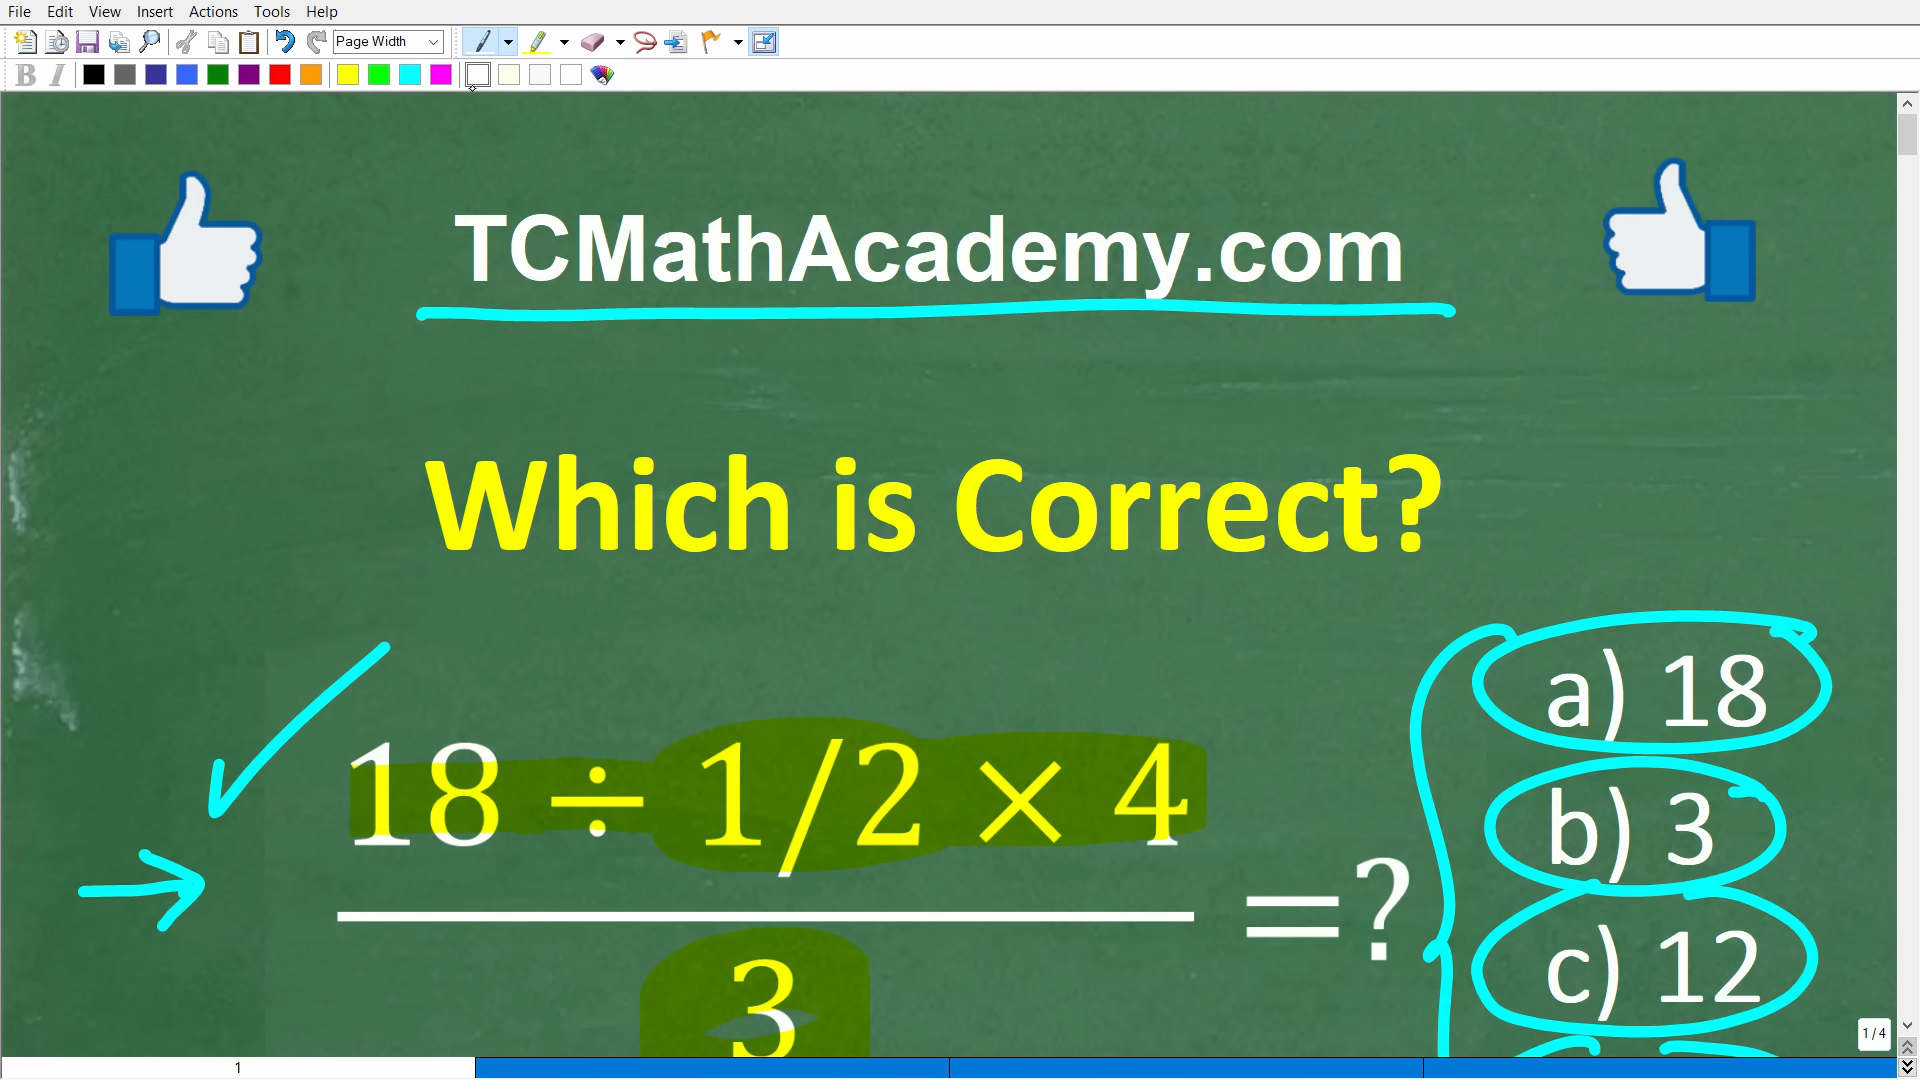 File Edit View Insert Actions Tools Help
Page Width
B I
TCMathAcademy.com
Which is Correct?
a) 18
18 ÷ 1/2 × 4
b) 3
=?
c) 12
3
1 / 4
1